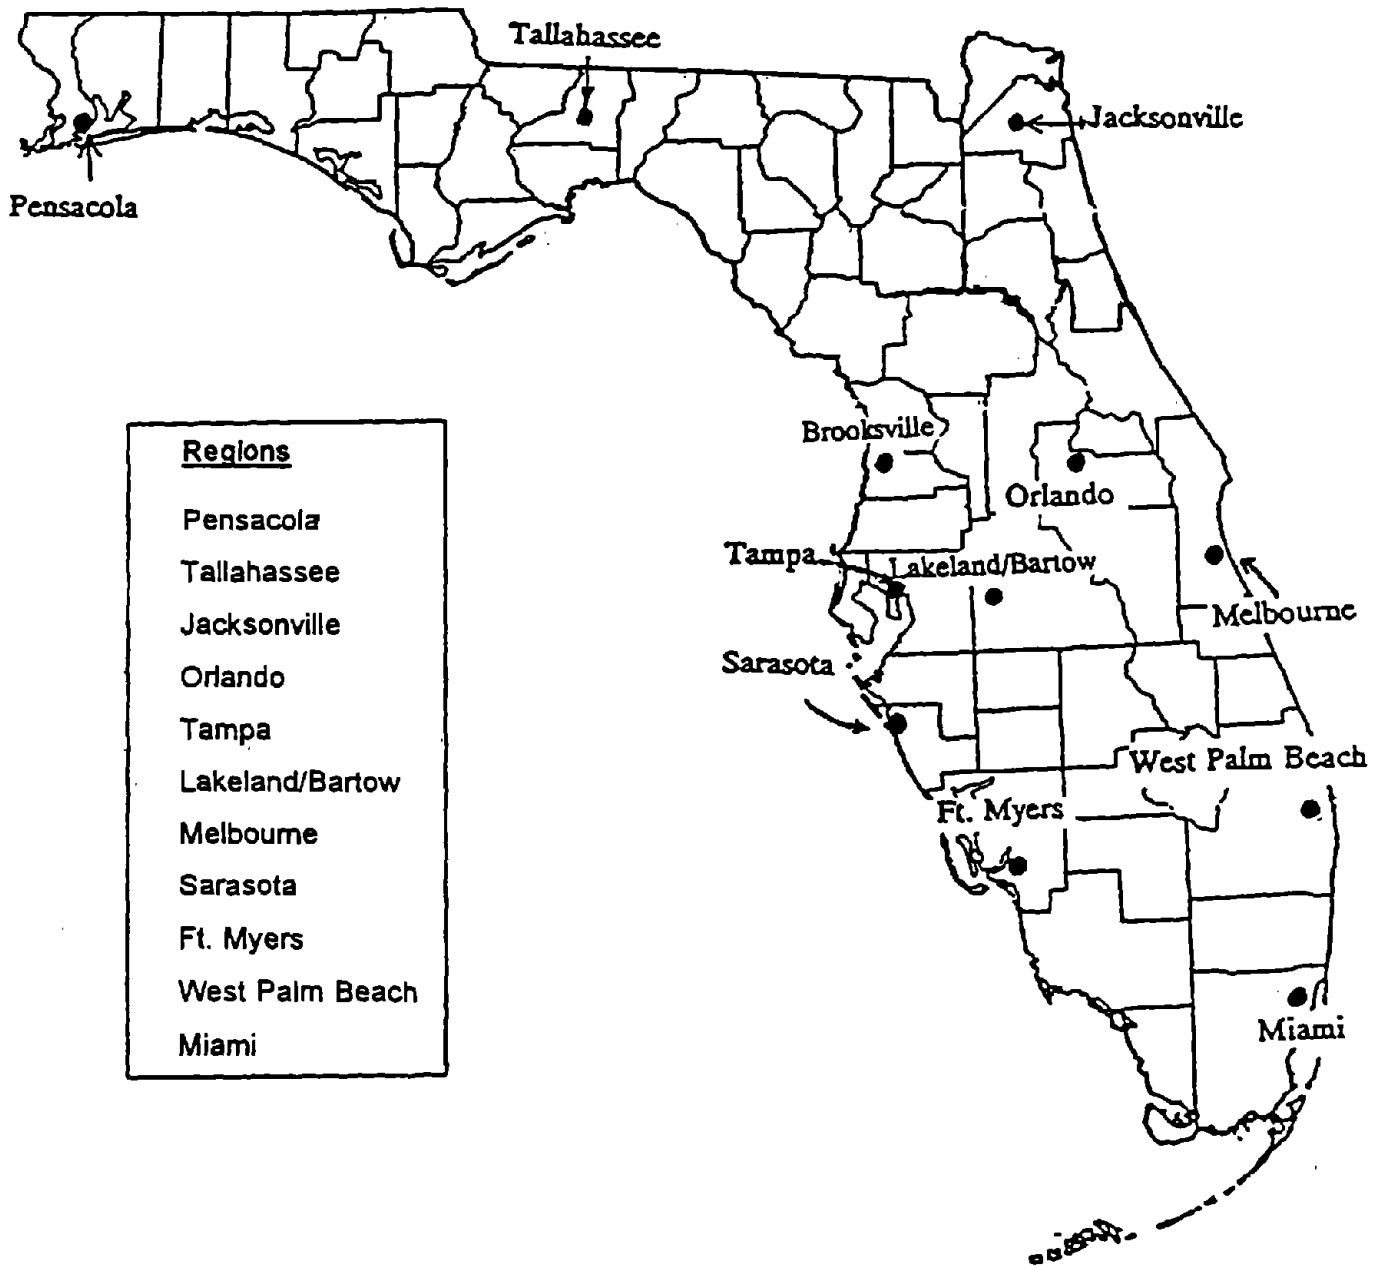 Tallahassee
Jacksonville
Pensacola
Brooksville
Orlando
Tampa
Lakeland/Bartow
Melbourne
Sarasota
West Palm Beach
Ft. Myers
Miami
Regions
Pensacola
Tallahassee
Jacksonville
Orlando
Tampa
Lakeland/Bartow
Melbourne
Sarasota
Ft. Myers
West Palm Beach
Miami